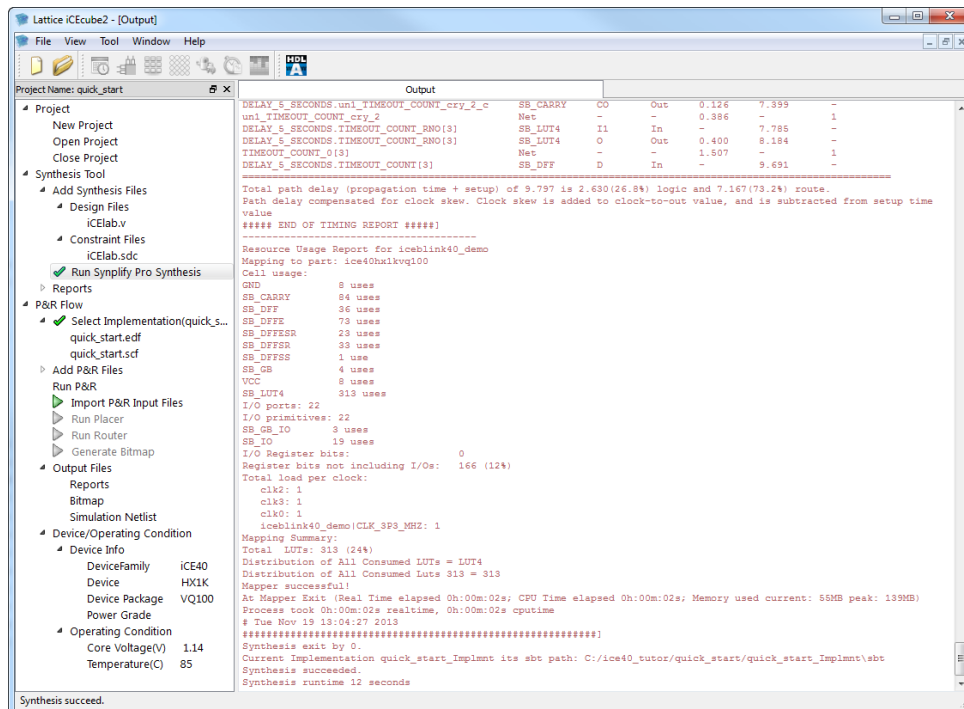 Lattice iCEcube2 - [Output]
File View Tool Window Help
HDL
A
Project Name: quick_start
Output
Project
New Project
Open Project
Close Project
Synthesis Tool
Add Synthesis Files
Design Files
iCElab.v
Constraint Files
iCElab.sdc
Run Synplify Pro Synthesis
Reports
P&R Flow
Select Implementation(quick_s...
quick_start.edf
quick_start.scf
Add P&R Files
Run P&R
Import P&R Input Files
Run Placer
Run Router
Generate Bitmap
Output Files
Reports
Bitmap
Simulation Netlist
Device/Operating Condition
Device Info
DeviceFamily iCE40
Device HX1K
Device Package VQ100
Power Grade
Operating Condition
Core Voltage(V) 1.14
Temperature(C) 85
DELAY_5_SECONDS.un1_TIMEOUT_COUNT_cry_2_c SB_CARRY CO Out 0.126 7.399 -
un1_TIMEOUT_COUNT_cry_2 Net - - 0.386 - 1
DELAY_5_SECONDS.TIMEOUT_COUNT_RNO[3] SB_LUT4 I1 In - 7.785 -
DELAY_5_SECONDS.TIMEOUT_COUNT_RNO[3] SB_LUT4 O Out 0.400 8.184 -
TIMEOUT_COUNT_0[3] Net - - 1.507 - 1
DELAY_5_SECONDS.TIMEOUT_COUNT[3] SB_DFF D In - 9.691 -
==========================================================================================
Total path delay (propagation time + setup) of 9.797 is 2.630(26.8%) logic and 7.167(73.2%) route.
Path delay compensated for clock skew. Clock skew is added to clock-to-out value, and is subtracted from setup time
value
##### END OF TIMING REPORT #####]
---------------------------------------
Resource Usage Report for iceblink40_demo
Mapping to part: ice40hx1kvq100
Cell usage:
GND 8 uses
SB_CARRY 84 uses
SB_DFF 36 uses
SB_DFFE 73 uses
SB_DFFESR 23 uses
SB_DFFSR 33 uses
SB_DFFSS 1 use
SB_GB 4 uses
VCC 8 uses
SB_LUT4 313 uses
I/O ports: 22
I/O primitives: 22
SB_GB_IO 3 uses
SB_IO 19 uses
I/O Register bits: 0
Register bits not including I/Os: 166 (12%)
Total load per clock:
clk2: 1
clk3: 1
clk0: 1
iceblink40_demo|CLK_3P3_MHZ: 1
Mapping Summary:
Total LUTs: 313 (24%)
Distribution of All Consumed LUTs = LUT4
Distribution of All Consumed Luts 313 = 313
Mapper successful!
At Mapper Exit (Real Time elapsed 0h:00m:02s; CPU Time elapsed 0h:00m:02s; Memory used current: 55MB peak: 139MB)
Process took 0h:00m:02s realtime, 0h:00m:02s cputime
# Tue Nov 19 13:04:27 2013
###########################################################]
Synthesis exit by 0.
Current Implementation quick_start_Implmnt its sbt path: C:/ice40_tutor/quick_start/quick_start_Implmnt\sbt
Synthesis succeeded.
Synthesis runtime 12 seconds
Synthesis succeed.